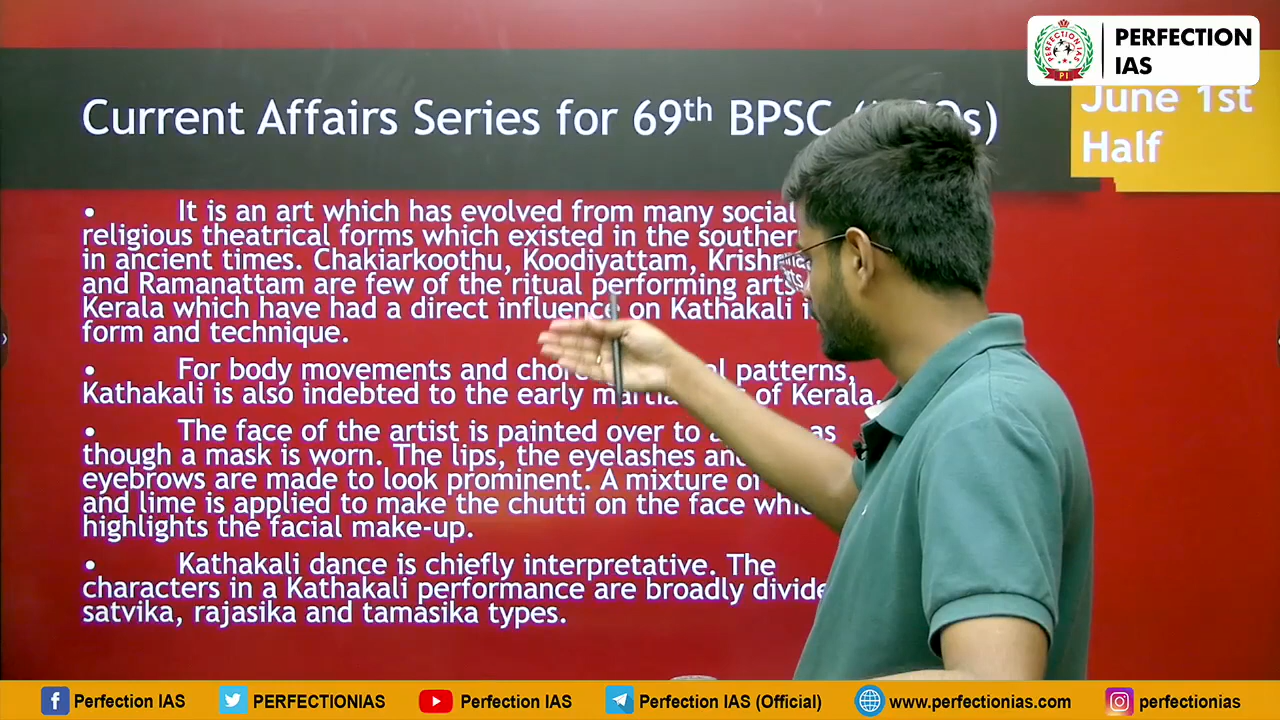 PERFECTION
IAS
PERFECTION IAS
PI
June 1st
Half
Current Affairs Series for 69th BPSC
• It is an art which has evolved from many social
religious theatrical forms which existed in the
in ancient times. Chakiarkoothu, Koodiyattam,
and Ramanattam are few of the ritual performing arts
Kerala which have had a direct influence on Kathakali
form and technique.
• For body movements and patterns,
Kathakali is also indebted to the early of Kerala.
• The face of the artist is painted over to as
though a mask is worn. The lips, the eyelashes
eyebrows are made to look prominent. A mixture
and lime is applied to make the chutti on the face
highlights the facial make-up.
• Kathakali dance is chiefly interpretative. The
characters in a Kathakali performance are broadly
satvika, rajasika and tamasika types.
Perfection IAS PERFECTIONIAS Perfection IAS Perfection IAS (Official) www.perfectionias.com perfectionias